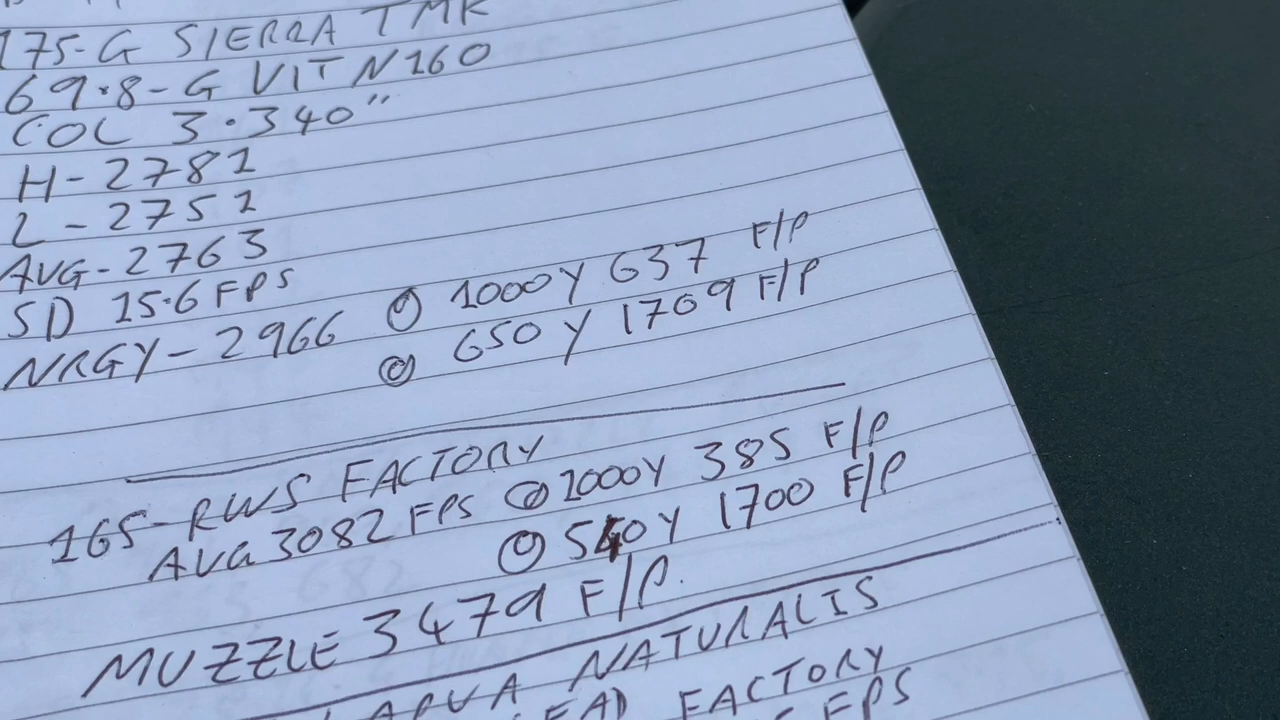 175-G SIERRA TMK
69.8-G VIT N160
COL 3.340"
H-2781
L-2751
AVG-2763
SD 15.6 FPS
NRGY-2966 @ 1000Y 637 F/P
@ 650Y 1709 F/P
165-RWS FACTORY
AVG 3082 FPS @ 1000Y 385 F/P
@ 540Y 1700 F/P
MUZZLE 3479 F/P.
NATURALIS
FACTORY
FPS